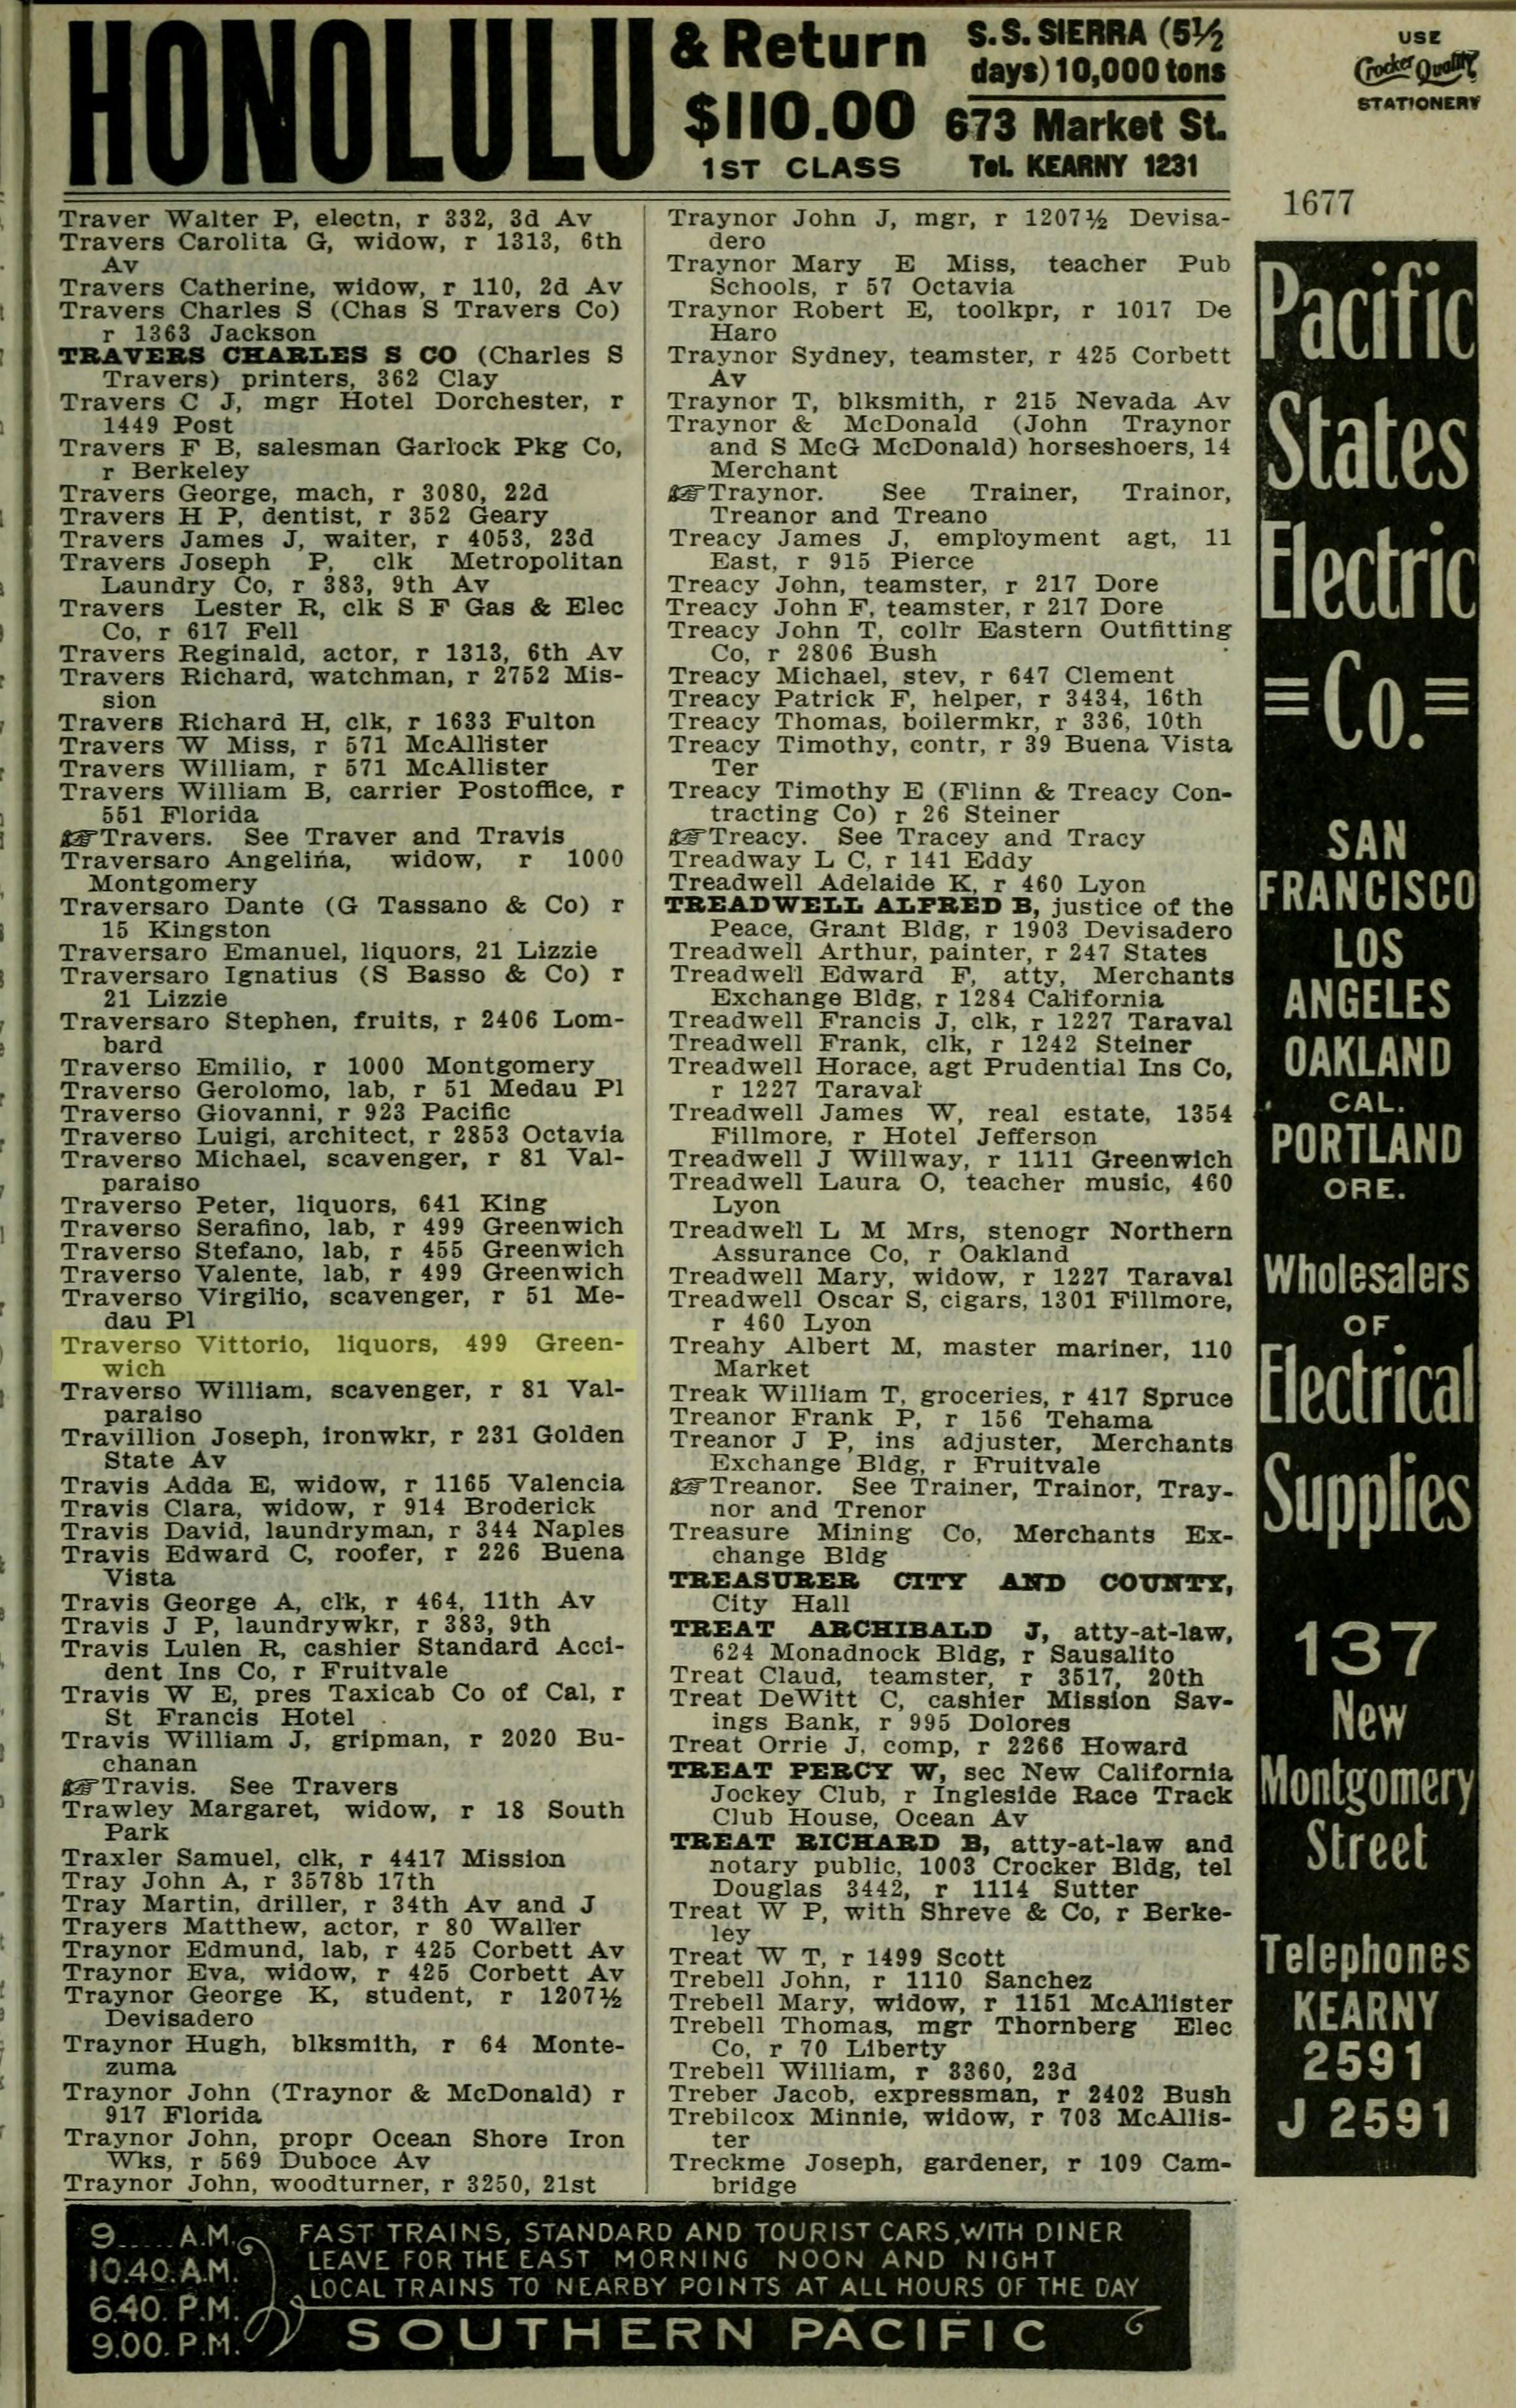 HONOLULU
& Return
$110.00
1ST CLASS
S.S. SIERRA (5½
days) 10,000 tons
673 Market St.
Tel. KEARNY 1231
USE
Crocker Quality
STATIONERY
1677
Traver Walter P, electn, r 332, 3d Av
Travers Carolita G, widow, r 1313, 6th
Av
Travers Catherine, widow, r 110, 2d Av
Travers Charles S (Chas S Travers Co)
r 1363 Jackson
TRAVERS CHARLES S CO (Charles S
Travers) printers, 362 Clay
Travers C J, mgr Hotel Dorchester, r
1449 Post
Travers F B, salesman Garlock Pkg Co,
r Berkeley
Travers George, mach, r 3080, 22d
Travers H P, dentist, r 352 Geary
Travers James J, waiter, r 4053, 23d
Travers Joseph P, clk Metropolitan
Laundry Co, r 383, 9th Av
Travers Lester R, clk S F Gas & Elec
Co, r 617 Fell
Travers Reginald, actor, r 1313, 6th Av
Travers Richard, watchman, r 2752 Mis-
sion
Travers Richard H, clk, r 1633 Fulton
Travers W Miss, r 571 McAllister
Travers William, r 571 McAllister
Travers William B, carrier Postoffice, r
551 Florida
☞Travers. See Traver and Travis
Traversaro Angelina, widow, r 1000
Montgomery
Traversaro Dante (G Tassano & Co) r
15 Kingston
Traversaro Emanuel, liquors, 21 Lizzie
Traversaro Ignatius (S Basso & Co) r
21 Lizzie
Traversaro Stephen, fruits, r 2406 Lom-
bard
Traverso Emilio, r 1000 Montgomery
Traverso Gerolomo, lab, r 51 Medau Pl
Traverso Giovanni, r 923 Pacific
Traverso Luigi, architect, r 2853 Octavia
Traverso Michael, scavenger, r 81 Val-
paraiso
Traverso Peter, liquors, 641 King
Traverso Serafino, lab, r 499 Greenwich
Traverso Stefano, lab, r 455 Greenwich
Traverso Valente, lab, r 499 Greenwich
Traverso Virgilio, scavenger, r 51 Me-
dau Pl
Traverso Vittorio, liquors, 499 Green-
wich
Traverso William, scavenger, r 81 Val-
paraiso
Travillion Joseph, ironwkr, r 231 Golden
State Av
Travis Adda E, widow, r 1165 Valencia
Travis Clara, widow, r 914 Broderick
Travis David, laundryman, r 344 Naples
Travis Edward C, roofer, r 226 Buena
Vista
Travis George A, clk, r 464, 11th Av
Travis J P, laundrywkr, r 383, 9th
Travis Lulen R, cashier Standard Acci-
dent Ins Co, r Fruitvale
Travis W E, pres Taxicab Co of Cal, r
St Francis Hotel
Travis William J, gripman, r 2020 Bu-
chanan
☞Travis. See Travers
Trawley Margaret, widow, r 18 South
Park
Traxler Samuel, clk, r 4417 Mission
Tray John A, r 3578b 17th
Tray Martin, driller, r 34th Av and J
Trayers Matthew, actor, r 80 Waller
Traynor Edmund, lab, r 425 Corbett Av
Traynor Eva, widow, r 425 Corbett Av
Traynor George K, student, r 1207½
Devisadero
Traynor Hugh, blksmith, r 64 Monte-
zuma
Traynor John (Traynor & McDonald) r
917 Florida
Traynor John, propr Ocean Shore Iron
Wks, r 569 Duboce Av
Traynor John, woodturner, r 3250, 21st
Traynor John J, mgr, r 1207½ Devisa-
dero
Traynor Mary E Miss, teacher Pub
Schools, r 57 Octavia
Traynor Robert E, toolkpr, r 1017 De
Haro
Traynor Sydney, teamster, r 425 Corbett
Av
Traynor T, blksmith, r 215 Nevada Av
Traynor & McDonald (John Traynor
and S McG McDonald) horseshoers, 14
Merchant
☞Traynor. See Trainer, Trainor,
Treanor and Treano
Treacy James J, employment agt, 11
East, r 915 Pierce
Treacy John, teamster, r 217 Dore
Treacy John F, teamster, r 217 Dore
Treacy John T, collr Eastern Outfitting
Co, r 2806 Bush
Treacy Michael, stev, r 647 Clement
Treacy Patrick F, helper, r 3434, 16th
Treacy Thomas, boilermkr, r 336, 10th
Treacy Timothy, contr, r 39 Buena Vista
Ter
Treacy Timothy E (Flinn & Treacy Con-
tracting Co) r 26 Steiner
☞Treacy. See Tracey and Tracy
Treadway L C, r 141 Eddy
Treadwell Adelaide K, r 460 Lyon
TREADWELL ALFRED B, justice of the
Peace, Grant Bldg, r 1903 Devisadero
Treadwell Arthur, painter, r 247 States
Treadwell Edward F, atty, Merchants
Exchange Bldg, r 1284 California
Treadwell Francis J, clk, r 1227 Taraval
Treadwell Frank, clk, r 1242 Steiner
Treadwell Horace, agt Prudential Ins Co,
r 1227 Taraval
Treadwell James W, real estate, 1354
Fillmore, r Hotel Jefferson
Treadwell J Willway, r 1111 Greenwich
Treadwell Laura O, teacher music, 460
Lyon
Treadwell L M Mrs, stenogr Northern
Assurance Co, r Oakland
Treadwell Mary, widow, r 1227 Taraval
Treadwell Oscar S, cigars, 1301 Fillmore,
r 460 Lyon
Treahy Albert M, master mariner, 110
Market
Treak William T, groceries, r 417 Spruce
Treanor Frank P, r 156 Tehama
Treanor J P, ins adjuster, Merchants
Exchange Bldg, r Fruitvale
☞Treanor. See Trainer, Trainor, Tray-
nor and Trenor
Treasure Mining Co, Merchants Ex-
change Bldg
TREASURER CITY AND COUNTY,
City Hall
TREAT ARCHIBALD J, atty-at-law,
624 Monadnock Bldg, r Sausalito
Treat Claud, teamster, r 3517, 20th
Treat DeWitt C, cashier Mission Sav-
ings Bank, r 995 Dolores
Treat Orrie J, comp, r 2266 Howard
TREAT PERCY W, sec New California
Jockey Club, r Ingleside Race Track
Club House, Ocean Av
TREAT RICHARD B, atty-at-law and
notary public, 1003 Crocker Bldg, tel
Douglas 3442, r 1114 Sutter
Treat W P, with Shreve & Co, r Berke-
ley
Treat W T, r 1499 Scott
Trebell John, r 1110 Sanchez
Trebell Mary, widow, r 1151 McAllister
Trebell Thomas, mgr Thornberg Elec
Co, r 70 Liberty
Trebell William, r 3360, 23d
Treber Jacob, expressman, r 2402 Bush
Trebilcox Minnie, widow, r 703 McAllis-
ter
Treckme Joseph, gardener, r 109 Cam-
bridge
Pacific
States
Electric
Co.
SAN
FRANCISCO
LOS
ANGELES
OAKLAND
CAL.
PORTLAND
ORE.
Wholesalers
OF
Electrical
Supplies
137
New
Montgomery
Street
Telephones
KEARNY
2591
J 2591
9..... A.M.
10.40. A.M.
6.40. P.M.
9.00. P.M.
FAST TRAINS, STANDARD AND TOURIST CARS, WITH DINER
LEAVE FOR THE EAST MORNING NOON AND NIGHT
LOCAL TRAINS TO NEARBY POINTS AT ALL HOURS OF THE DAY
SOUTHERN PACIFIC